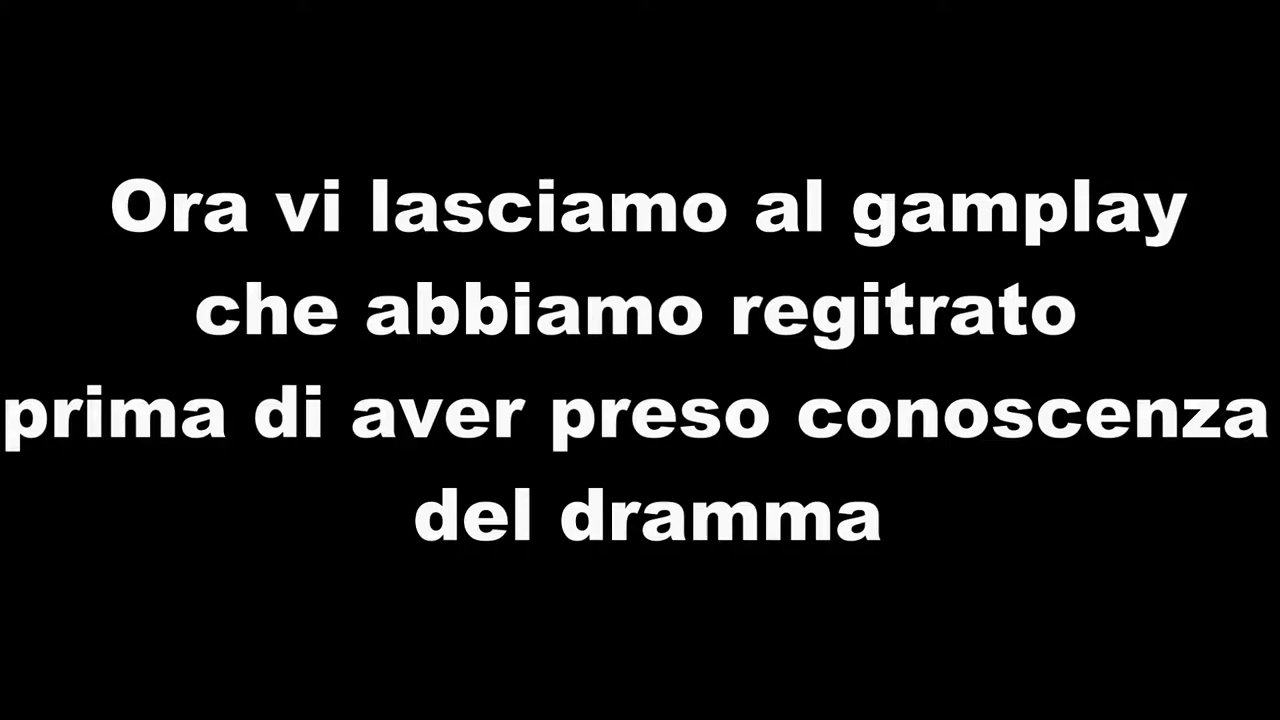 Ora vi lasciamo al gamplay
che abbiamo regitrato
prima di aver preso conoscenza
del dramma